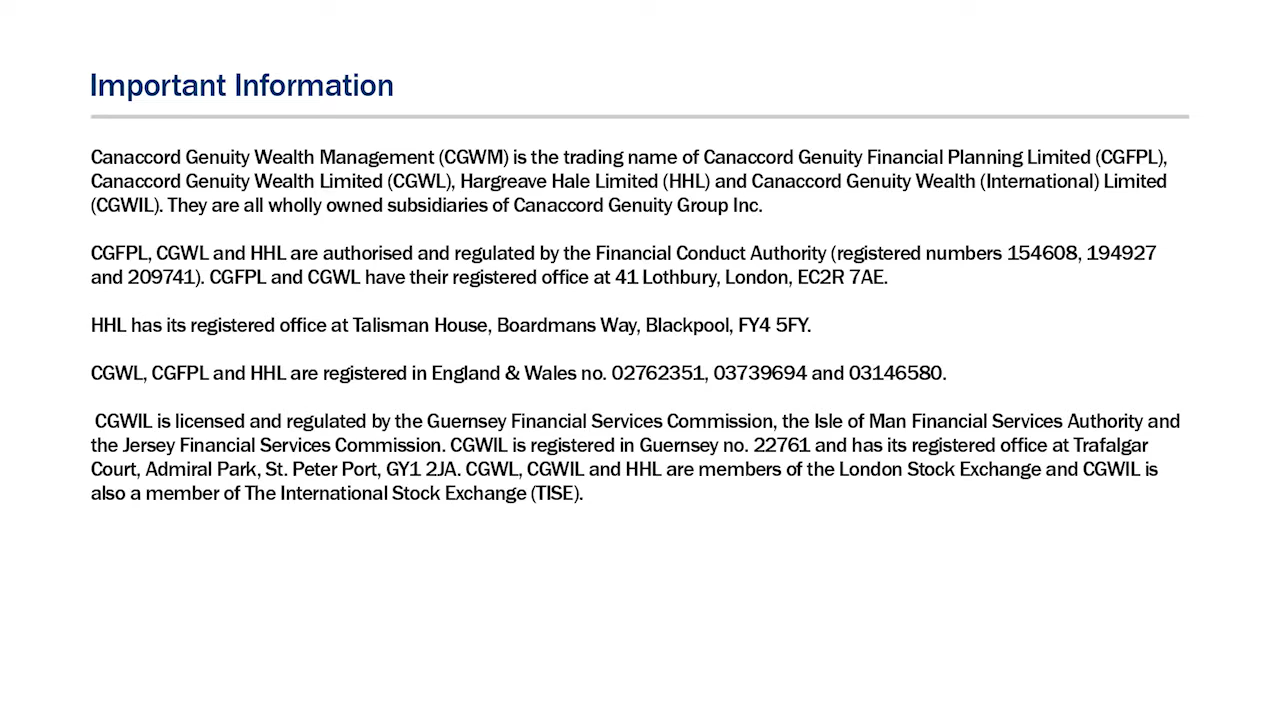 Important Information
Canaccord Genuity Wealth Management (CGWM) is the trading name of Canaccord Genuity Financial Planning Limited (CGFPL),
Canaccord Genuity Wealth Limited (CGWL), Hargreave Hale Limited (HHL) and Canaccord Genuity Wealth (International) Limited
(CGWIL). They are all wholly owned subsidiaries of Canaccord Genuity Group Inc.
CGFPL, CGWL and HHL are authorised and regulated by the Financial Conduct Authority (registered numbers 154608, 194927
and 209741). CGFPL and CGWL have their registered office at 41 Lothbury, London, EC2R 7AE.
HHL has its registered office at Talisman House, Boardmans Way, Blackpool, FY4 5FY.
CGWL, CGFPL and HHL are registered in England & Wales no. 02762351, 03739694 and 03146580.
CGWIL is licensed and regulated by the Guernsey Financial Services Commission, the Isle of Man Financial Services Authority and
the Jersey Financial Services Commission. CGWIL is registered in Guernsey no. 22761 and has its registered office at Trafalgar
Court, Admiral Park, St. Peter Port, GY1 2JA. CGWL, CGWIL and HHL are members of the London Stock Exchange and CGWIL is
also a member of The International Stock Exchange (TISE).